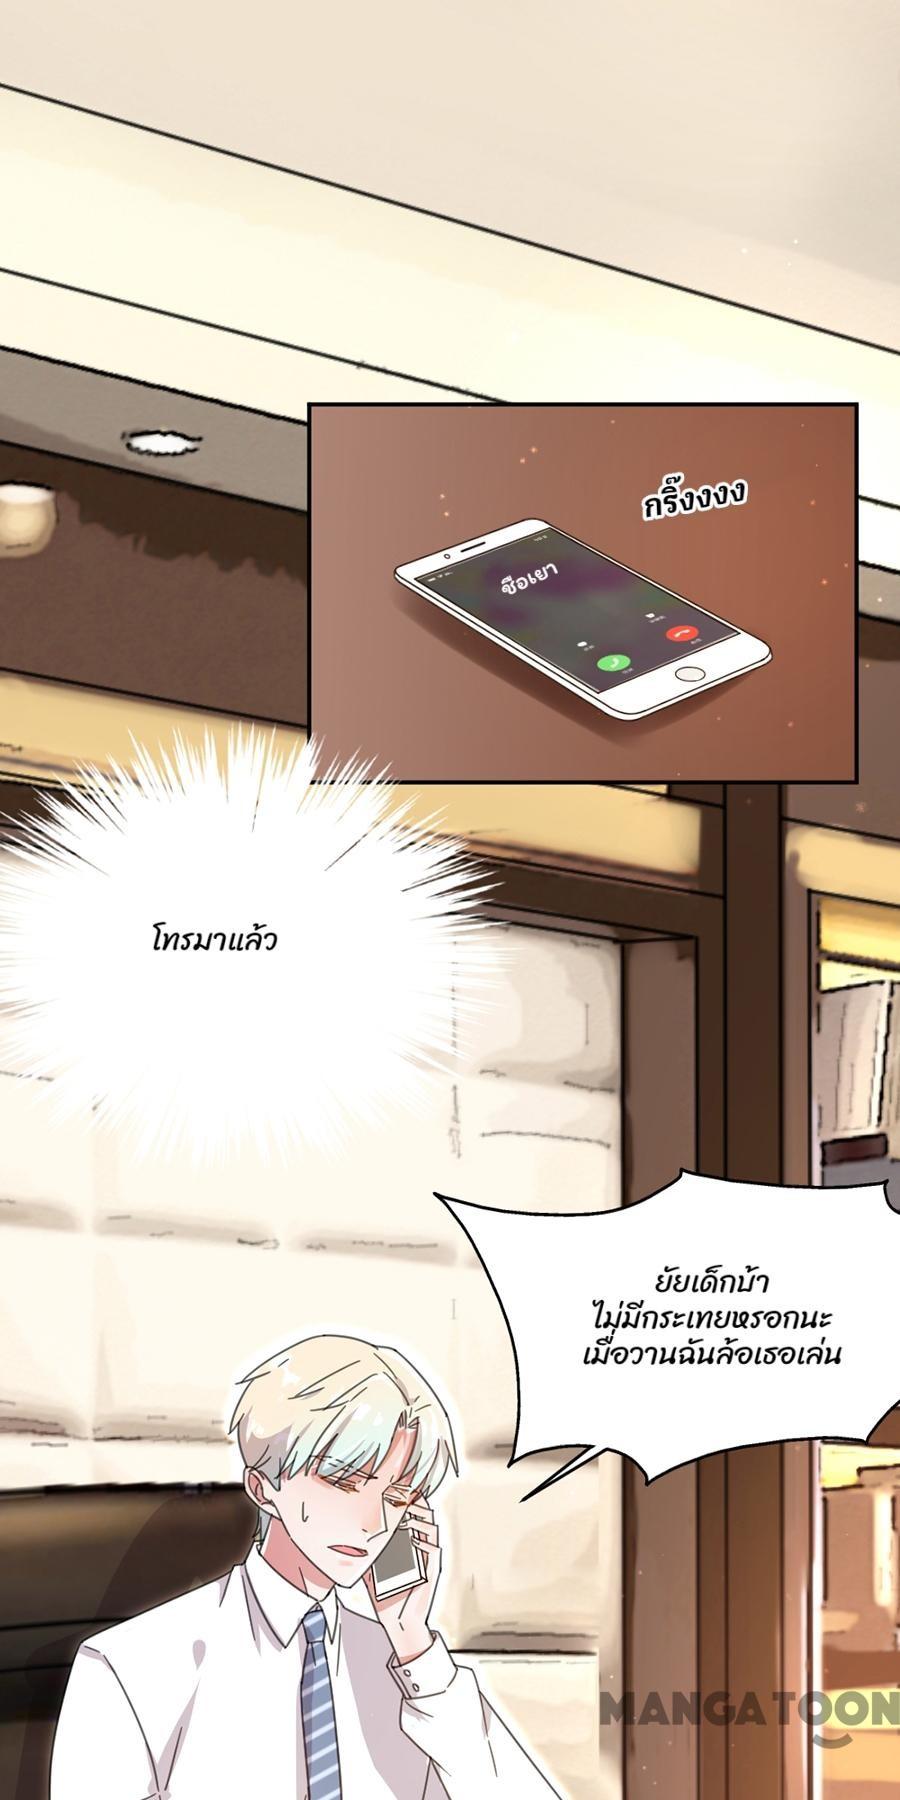 กริ๊งงงง
ซือเยา
โทรมาแล้ว
ยัยเด็กบ้า
ไม่มีกระเทยหรอกนะ
เมื่อวานฉันล้อเธอเล่น
MANGATOON